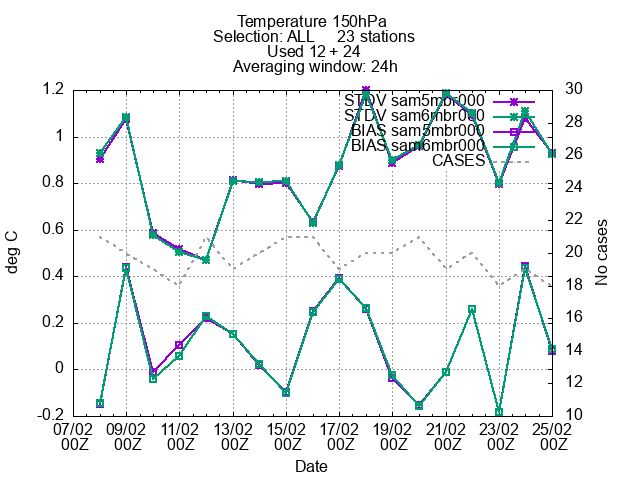 Temperature 150hPa
Selection: ALL 23 stations
Used 12 + 24
Averaging window: 24h
STDV sam5mbr000
STDV sam6mbr000
BIAS sam5mbr000
BIAS sam6mbr000
CASES
deg C
1.2
1
0.8
0.6
0.4
0.2
0
-0.2
30
28
26
24
22
20
18
16
14
12
10
No cases
07/02 09/02 11/02 13/02 15/02 17/02 19/02 21/02 23/02 25/02
00Z 00Z 00Z 00Z 00Z 00Z 00Z 00Z 00Z 00Z
Date